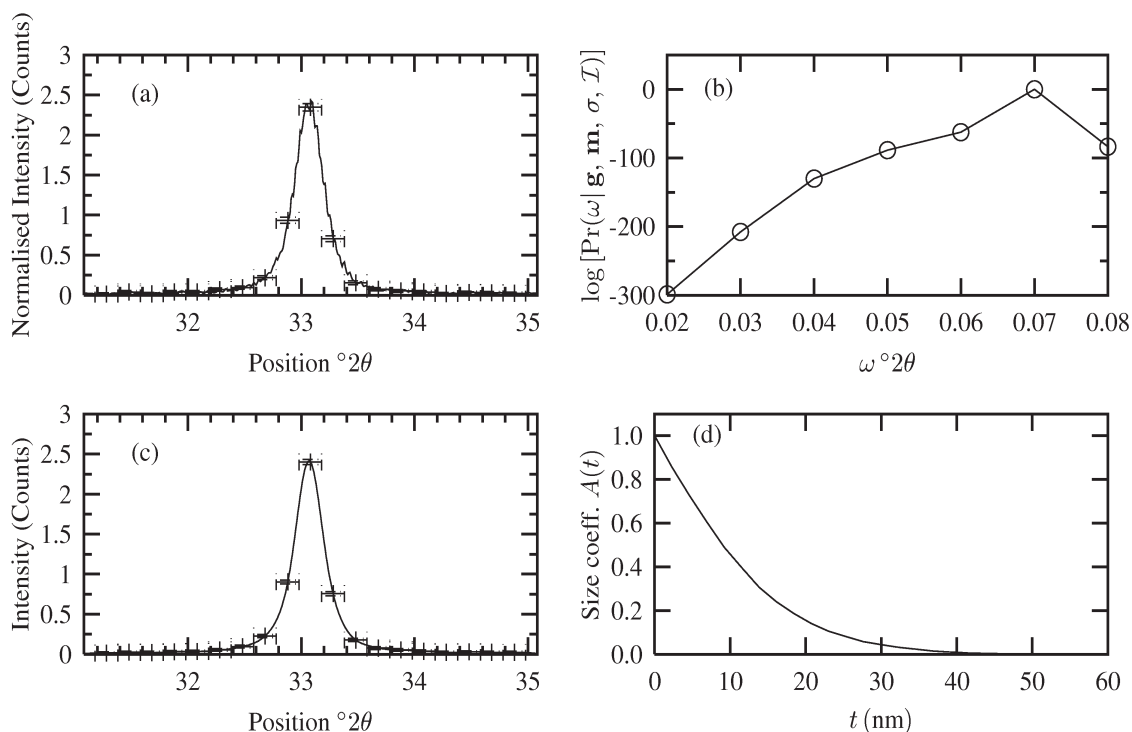 Normalised Intensity (Counts)
3
2.5
2
1.5
1
0.5
0
(a)
32 33 34 35
Position °2θ
log [Pr(ω| g, m, σ, ℐ)]
0
-100
-200
-300
(b)
0.02 0.03 0.04 0.05 0.06 0.07 0.08
ω °2θ
Intensity (Counts)
3
2.5
2
1.5
1
0.5
0
(c)
32 33 34 35
Position °2θ
Size coeff. A(t)
1.0
0.8
0.6
0.4
0.2
0.0
(d)
0 10 20 30 40 50 60
t (nm)